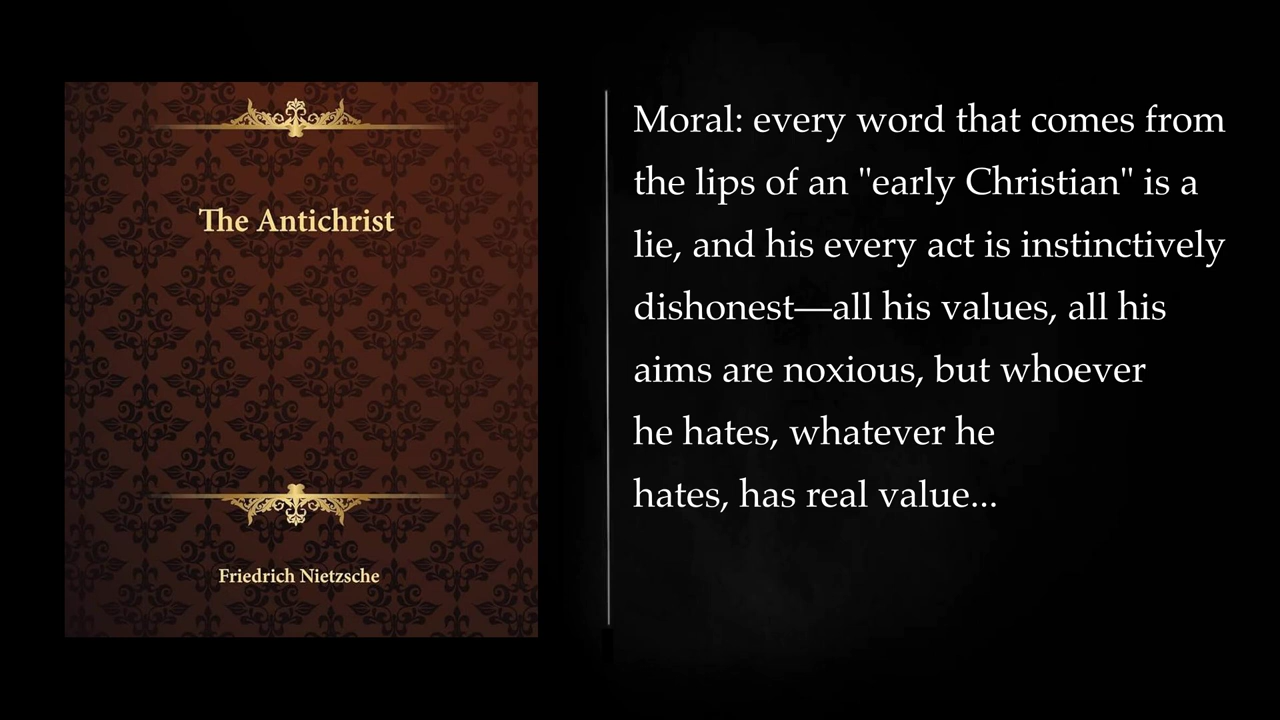 The Antichrist
Friedrich Nietzsche
Moral: every word that comes from
the lips of an "early Christian" is a
lie, and his every act is instinctively
dishonest—all his values, all his
aims are noxious, but whoever
he hates, whatever he
hates, has real value...